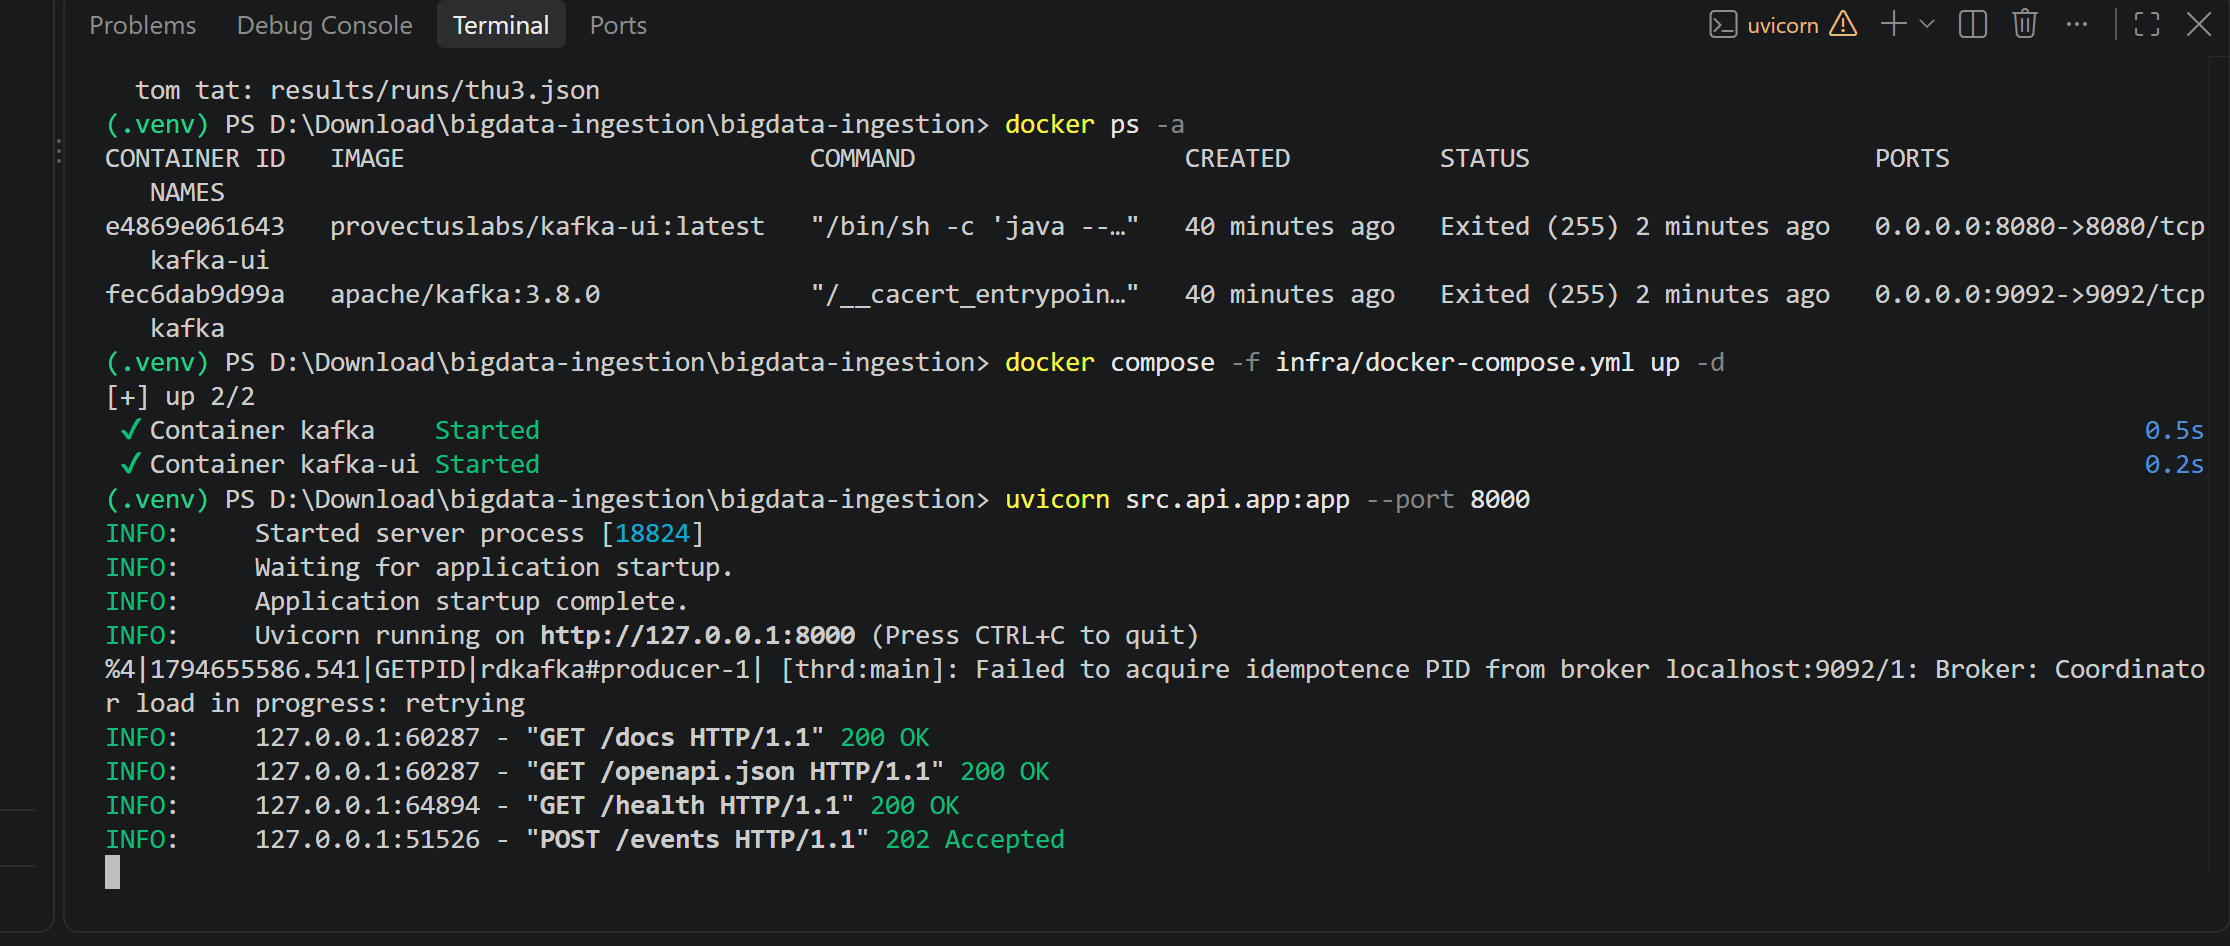 Problems Debug Console Terminal Ports uvicorn
tom tat: results/runs/thu3.json
(.venv) PS D:\Download\bigdata-ingestion\bigdata-ingestion> docker ps -a
CONTAINER ID   IMAGE                           COMMAND                  CREATED          STATUS                       PORTS
   NAMES
e4869e061643   provectuslabs/kafka-ui:latest   "/bin/sh -c 'java --…"   40 minutes ago   Exited (255) 2 minutes ago   0.0.0.0:8080->8080/tcp
   kafka-ui
fec6dab9d99a   apache/kafka:3.8.0              "/__cacert_entrypoin…"   40 minutes ago   Exited (255) 2 minutes ago   0.0.0.0:9092->9092/tcp
   kafka
(.venv) PS D:\Download\bigdata-ingestion\bigdata-ingestion> docker compose -f infra/docker-compose.yml up -d
[+] up 2/2
 ✔ Container kafka    Started 0.5s
 ✔ Container kafka-ui Started 0.2s
(.venv) PS D:\Download\bigdata-ingestion\bigdata-ingestion> uvicorn src.api.app:app --port 8000
INFO:     Started server process [18824]
INFO:     Waiting for application startup.
INFO:     Application startup complete.
INFO:     Uvicorn running on http://127.0.0.1:8000 (Press CTRL+C to quit)
%4|1794655586.541|GETPID|rdkafka#producer-1| [thrd:main]: Failed to acquire idempotence PID from broker localhost:9092/1: Broker: Coordinato
r load in progress: retrying
INFO:     127.0.0.1:60287 - "GET /docs HTTP/1.1" 200 OK
INFO:     127.0.0.1:60287 - "GET /openapi.json HTTP/1.1" 200 OK
INFO:     127.0.0.1:64894 - "GET /health HTTP/1.1" 200 OK
INFO:     127.0.0.1:51526 - "POST /events HTTP/1.1" 202 Accepted